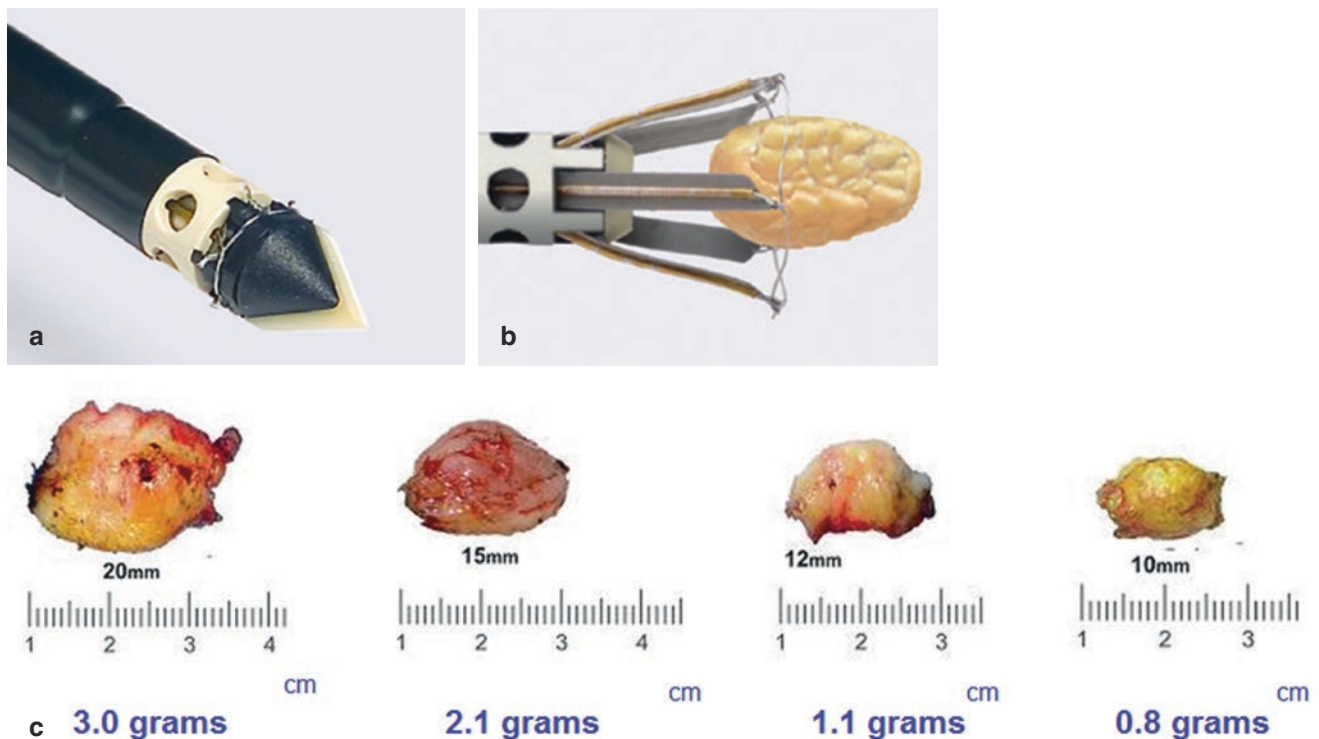 a
b
20mm
15mm
12mm
10mm
1 2 3 4
1 2 3 4
1 2 3
1 2 3
cm
cm
cm
cm
c
3.0 grams
2.1 grams
1.1 grams
0.8 grams